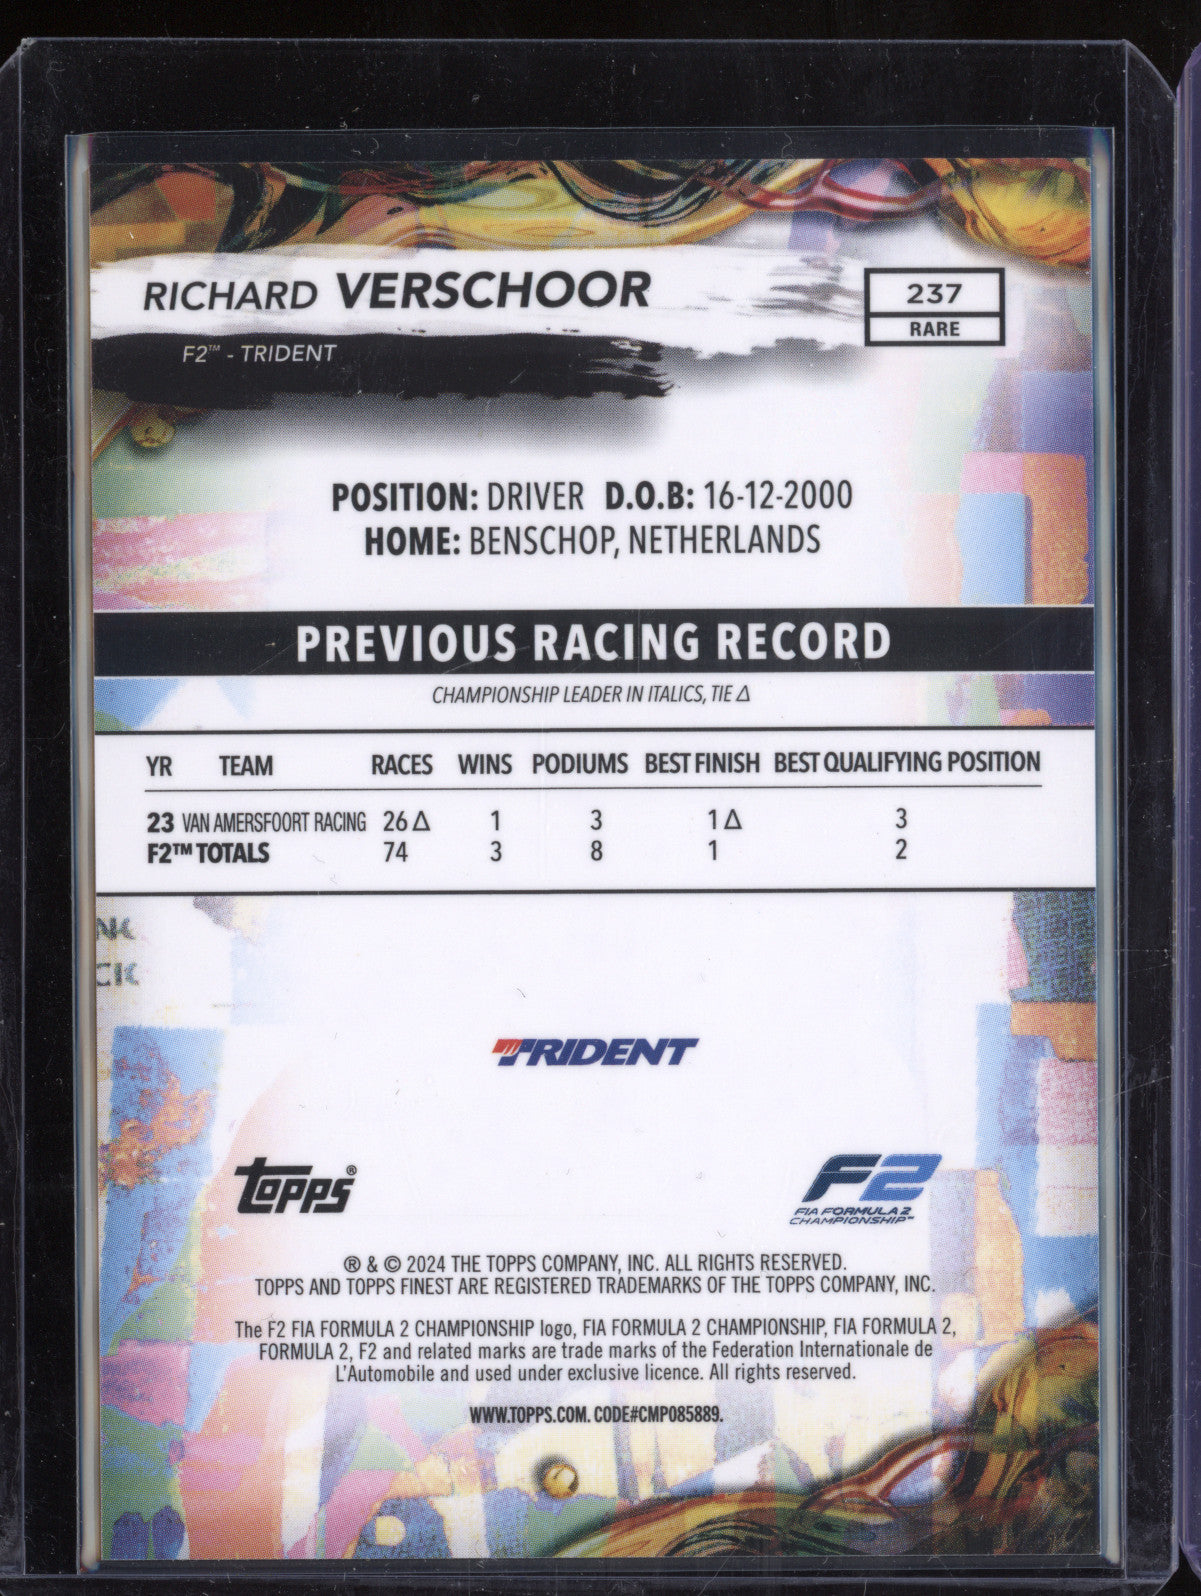 RICHARD VERSCHOOR
237
RARE
F2™ - TRIDENT
POSITION: DRIVER D.O.B: 16-12-2000
HOME: BENSCHOP, NETHERLANDS
PREVIOUS RACING RECORD
CHAMPIONSHIP LEADER IN ITALICS, TIE Δ
YR TEAM RACES WINS PODIUMS BEST FINISH BEST QUALIFYING POSITION
23 VAN AMERSFOORT RACING 26 Δ 1 3 1 Δ 3
F2™ TOTALS 74 3 8 1 2
TRIDENT
topps®
F2
FIA FORMULA 2
CHAMPIONSHIP™
® & © 2024 THE TOPPS COMPANY, INC. ALL RIGHTS RESERVED.
TOPPS AND TOPPS FINEST ARE REGISTERED TRADEMARKS OF THE TOPPS COMPANY, INC.
The F2 FIA FORMULA 2 CHAMPIONSHIP logo, FIA FORMULA 2 CHAMPIONSHIP, FIA FORMULA 2,
FORMULA 2, F2 and related marks are trade marks of the Federation Internationale de
L'Automobile and used under exclusive licence. All rights reserved.
WWW.TOPPS.COM. CODE#CMP085889.